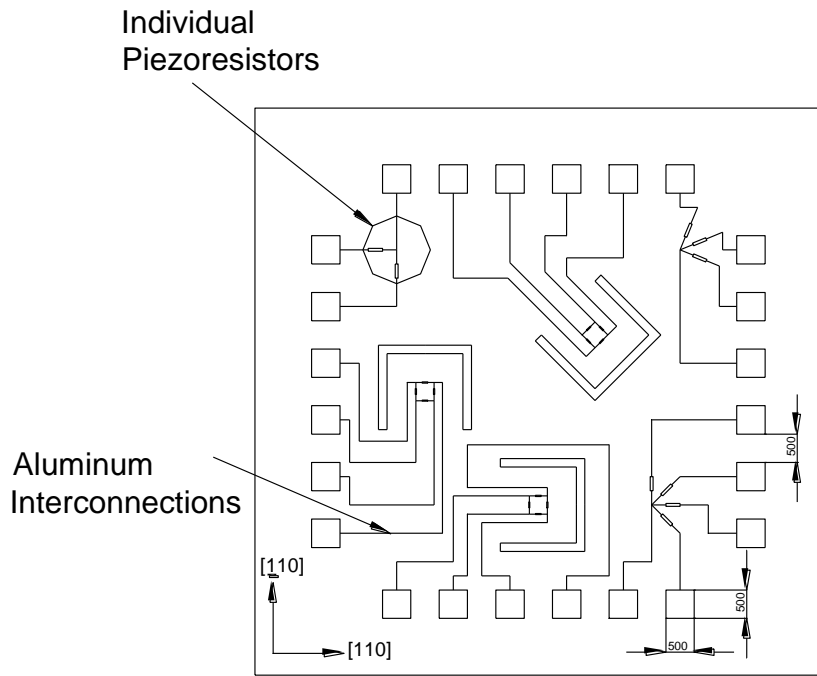 Individual
Piezoresistors
500
Aluminum
Interconnections
[110]
500
[110]
500